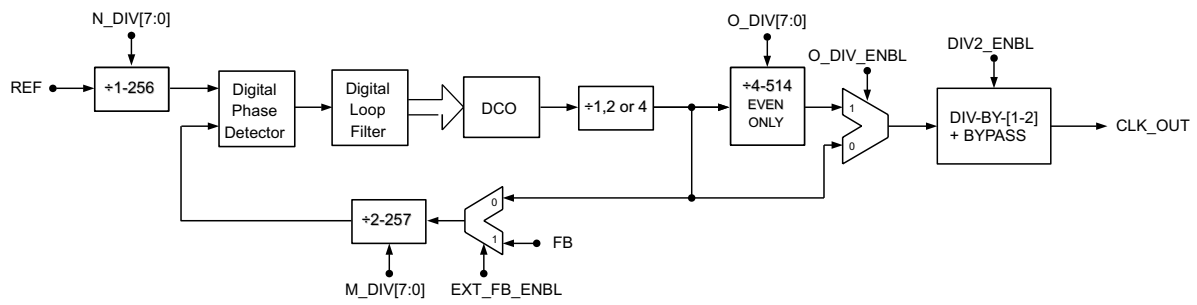 N_DIV[7:0]
O_DIV[7:0]
O_DIV_ENBL
DIV2_ENBL
REF
÷1-256
Digital
Phase
Detector
Digital
Loop
Filter
DCO
÷1,2 or 4
÷4-514
EVEN
ONLY
1
0
DIV-BY-[1-2]
+ BYPASS
CLK_OUT
÷2-257
0
1
FB
M_DIV[7:0]
EXT_FB_ENBL